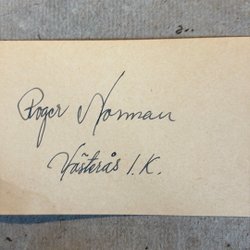 Roger Norman
Västerås I.K.